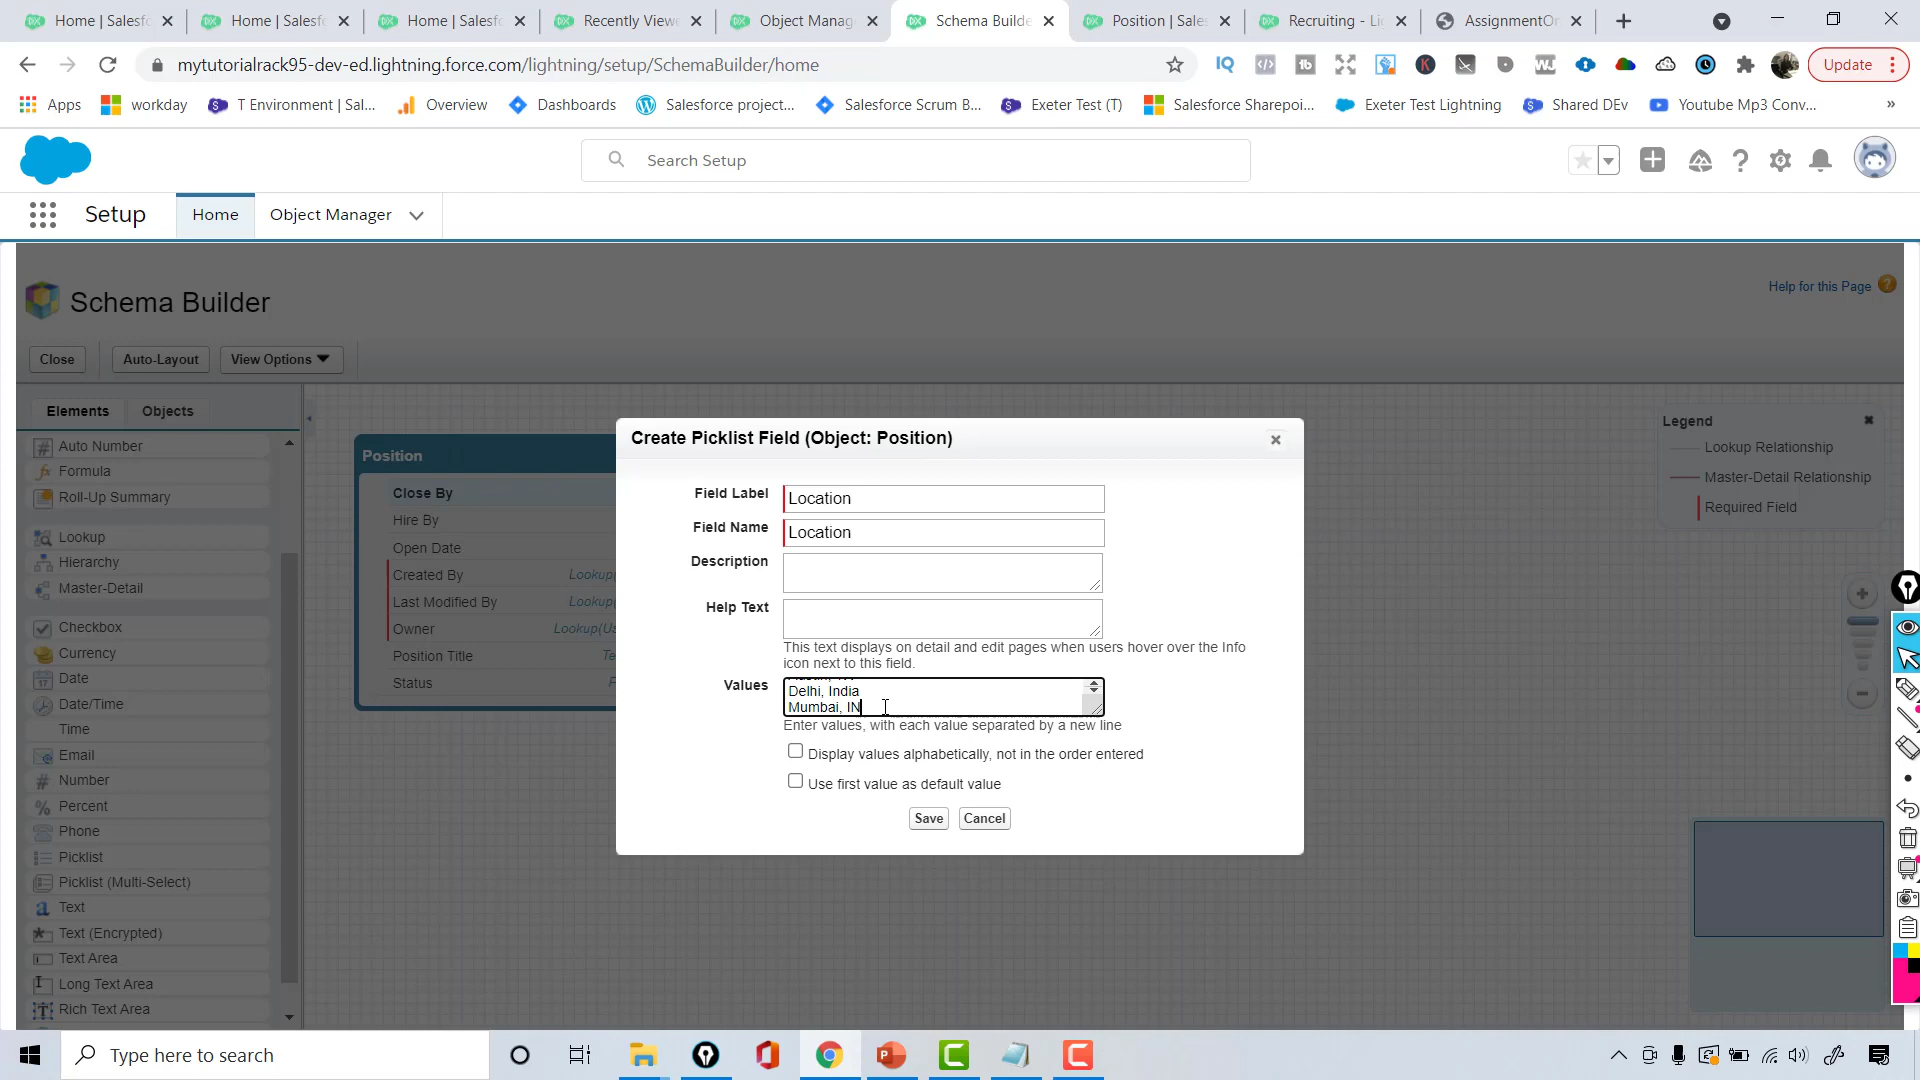 Home | Salesfo
Home | Salesfo
Home | Salesfo
Recently View
Object Manag
Schema Builde
Position | Sales
Recruiting - Li
AssignmentOr
mytutorialrack95-dev-ed.lightning.force.com/lightning/setup/SchemaBuilder/home
IQ
Update
Apps
workday
T Environment | Sal...
Overview
Dashboards
Salesforce project...
Salesforce Scrum B...
Exeter Test (T)
Salesforce Sharepoi...
Exeter Test Lightning
Shared DEv
Youtube Mp3 Conv...
»
Search Setup
Setup
Home
Object Manager
Schema Builder
Help for this Page
Close
Auto-Layout
View Options
Elements
Objects
Auto Number
Formula
Roll-Up Summary
Lookup
Hierarchy
Master-Detail
Checkbox
Currency
Date
Date/Time
Time
Email
Number
Percent
Phone
Picklist
Picklist (Multi-Select)
Text
Text (Encrypted)
Text Area
Long Text Area
Rich Text Area
Position
Close By
Hire By
Open Date
Created By Lookup(
Last Modified By Lookup(
Owner Lookup(Us
Position Title Te
Status
Create Picklist Field (Object: Position)
Field Label Location
Field Name Location
Description
Help Text
This text displays on detail and edit pages when users hover over the Info
icon next to this field.
Values
Delhi, India
Mumbai, IN
Enter values, with each value separated by a new line
Display values alphabetically, not in the order entered
Use first value as default value
Save
Cancel
Legend
Lookup Relationship
Master-Detail Relationship
Required Field
Type here to search